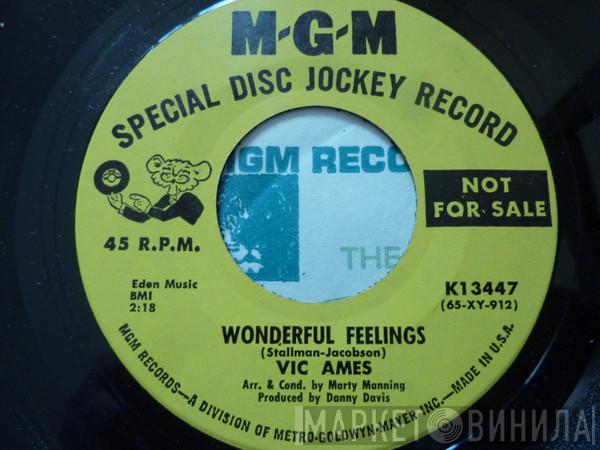 M-G-M
SPECIAL DISC JOCKEY RECORD
MGM RECO
THE
NOT
FOR SALE
45 R.P.M.
Eden Music
BMI
2:18
K13447
(65-XY-912)
WONDERFUL FEELINGS
(Stallman-Jacobson)
VIC AMES
Arr. & Cond. by Marty Manning
Produced by Danny Davis
MGM RECORDS—A DIVISION OF METRO-GOLDWYN-MAYER INC.—MADE IN U.S.A.
МАРКЕТ ВИНИЛА